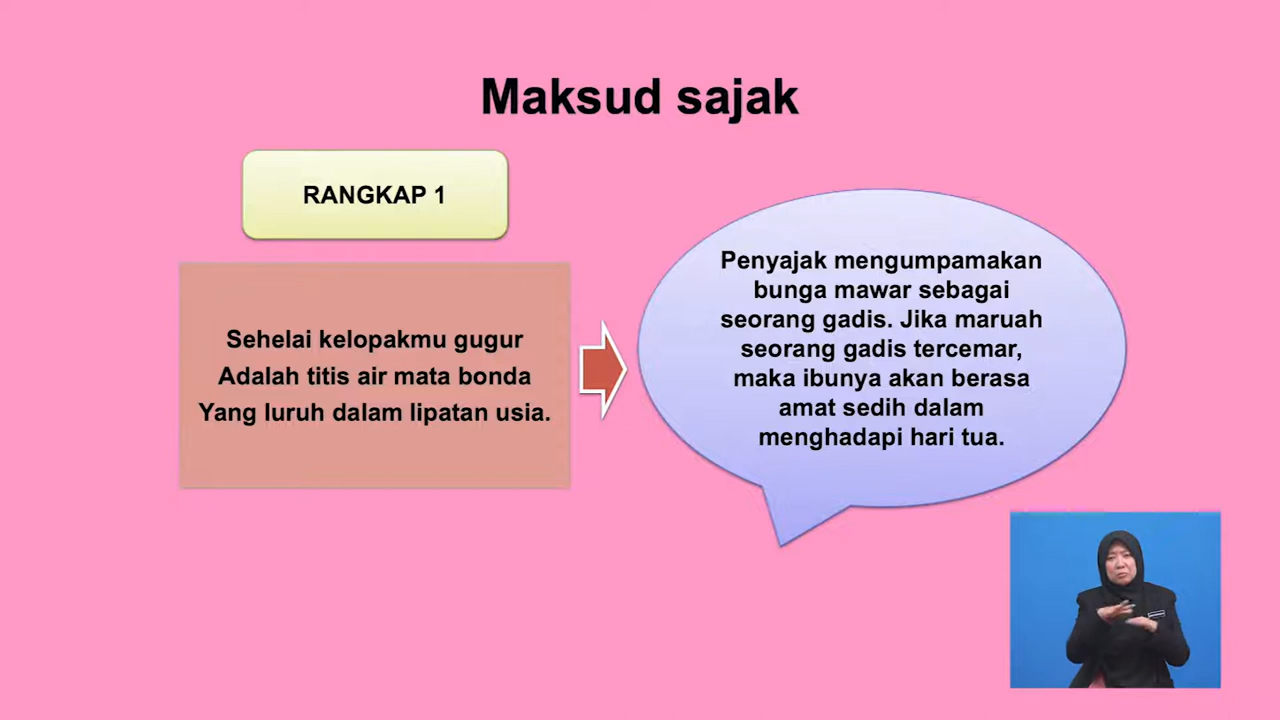 Maksud sajak
RANGKAP 1
Sehelai kelopakmu gugur
Adalah titis air mata bonda
Yang luruh dalam lipatan usia.
Penyajak mengumpamakan
bunga mawar sebagai
seorang gadis. Jika maruah
seorang gadis tercemar,
maka ibunya akan berasa
amat sedih dalam
menghadapi hari tua.